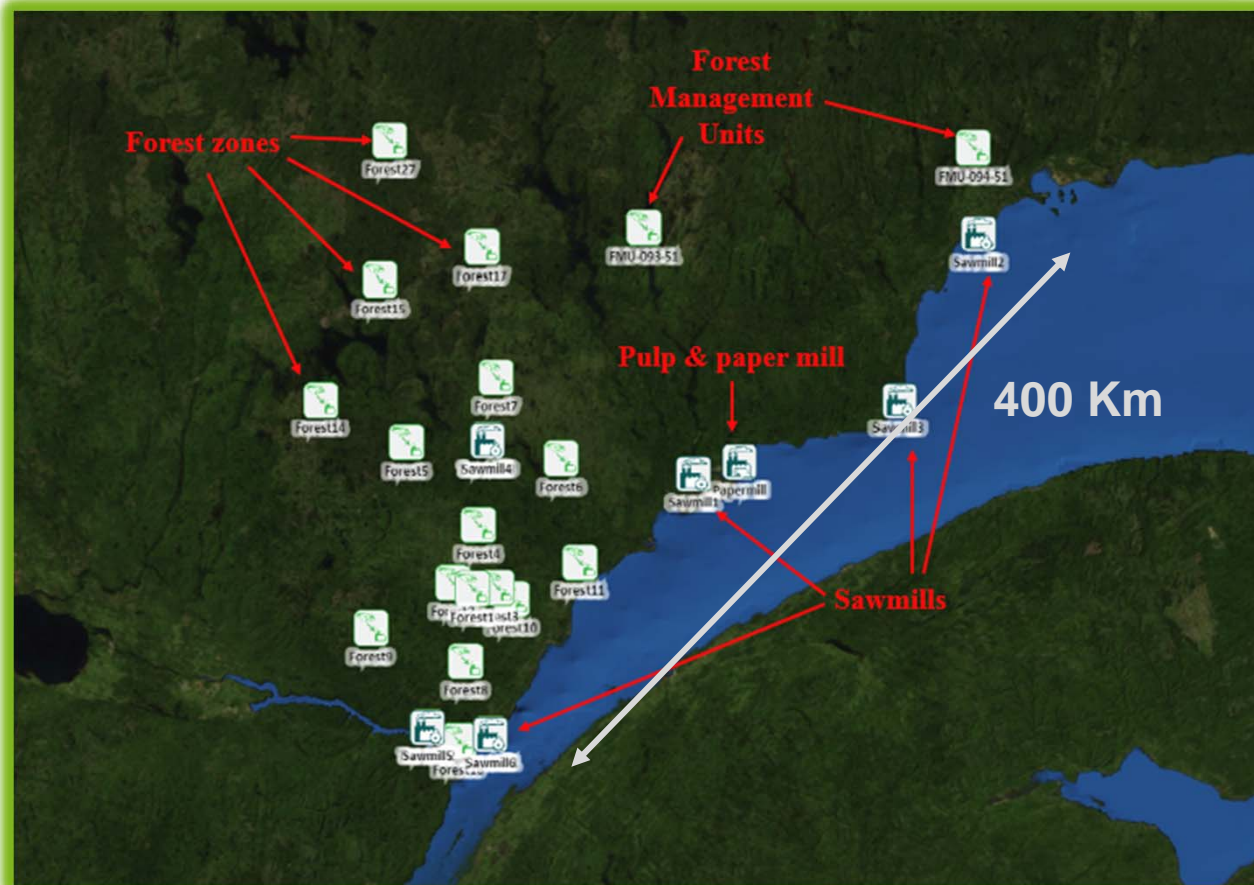 Forest
Management
Units
Forest zones
Forest27
FMU-094-51
FMU-093-51
Sawmill2
Forest17
Forest15
Pulp & paper mill
400 Km
Forest7
Forest14
Sawmill3
Forest5
Sawmill4
Forest6
Sawmill1
Papermill
Forest4
Forest11
Forest1
Sawmills
Forest9
Forest8
Sawmill5
Sawmill6